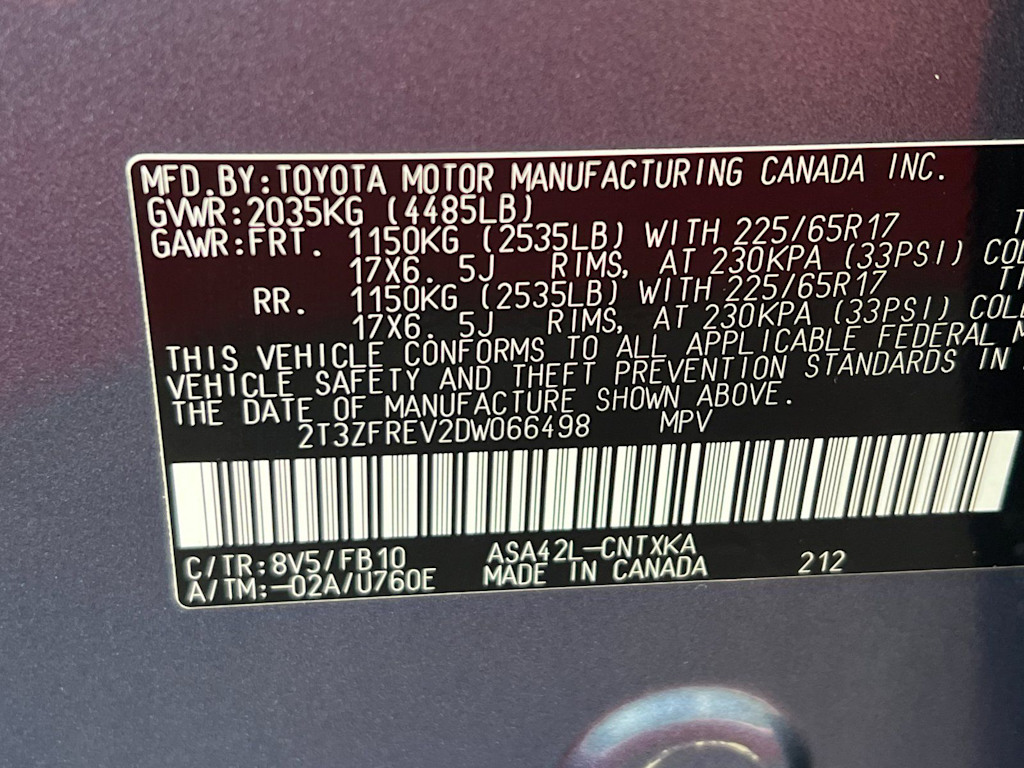 MFD.BY:TOYOTA MOTOR MANUFACTURING CANADA INC.
GVWR:2035KG (4485LB)
GAWR:FRT. 1150KG (2535LB) WITH 225/65R17
17X6. 5J RIMS, AT 230KPA (33PSI)
RR. 1150KG (2535LB) WITH 225/65R17
17X6. 5J RIMS, AT 230KPA (33PSI)
THIS VEHICLE CONFORMS TO ALL APPLICABLE FEDERAL
VEHICLE SAFETY AND THEFT PREVENTION STANDARDS IN
THE DATE OF MANUFACTURE SHOWN ABOVE.
2T3ZFREV2DW066498 MPV
C/TR:8V5/FB10 ASA42L-CNTXKA 212
A/TM:-02A/U760E MADE IN CANADA